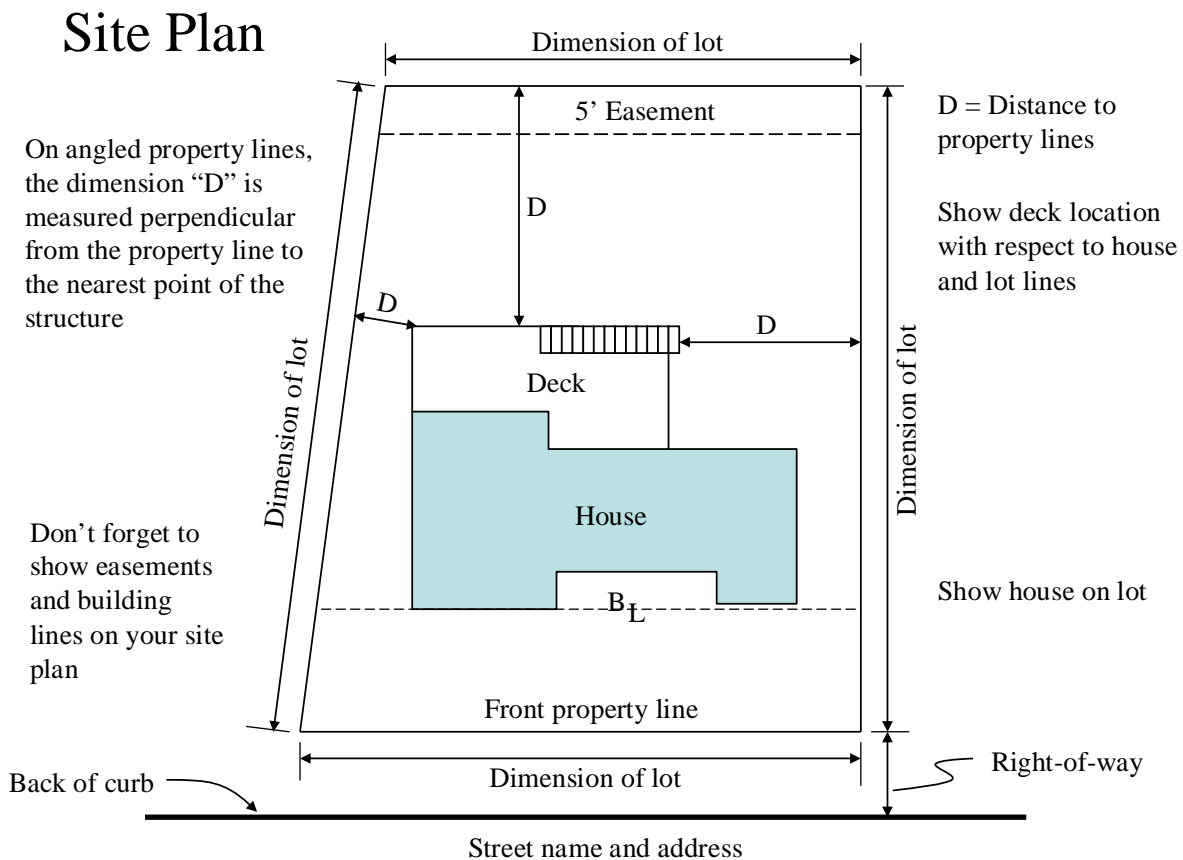 Site Plan
Dimension of lot
5’ Easement
D = Distance to
property lines
On angled property lines,
the dimension “D” is
measured perpendicular
from the property line to
the nearest point of the
structure
D
Show deck location
with respect to house
and lot lines
D
D
Deck
Dimension of lot
Dimension of lot
House
Don’t forget to
show easements
and building
lines on your site
plan
Show house on lot
BL
Front property line
Dimension of lot
Right-of-way
Back of curb
Street name and address